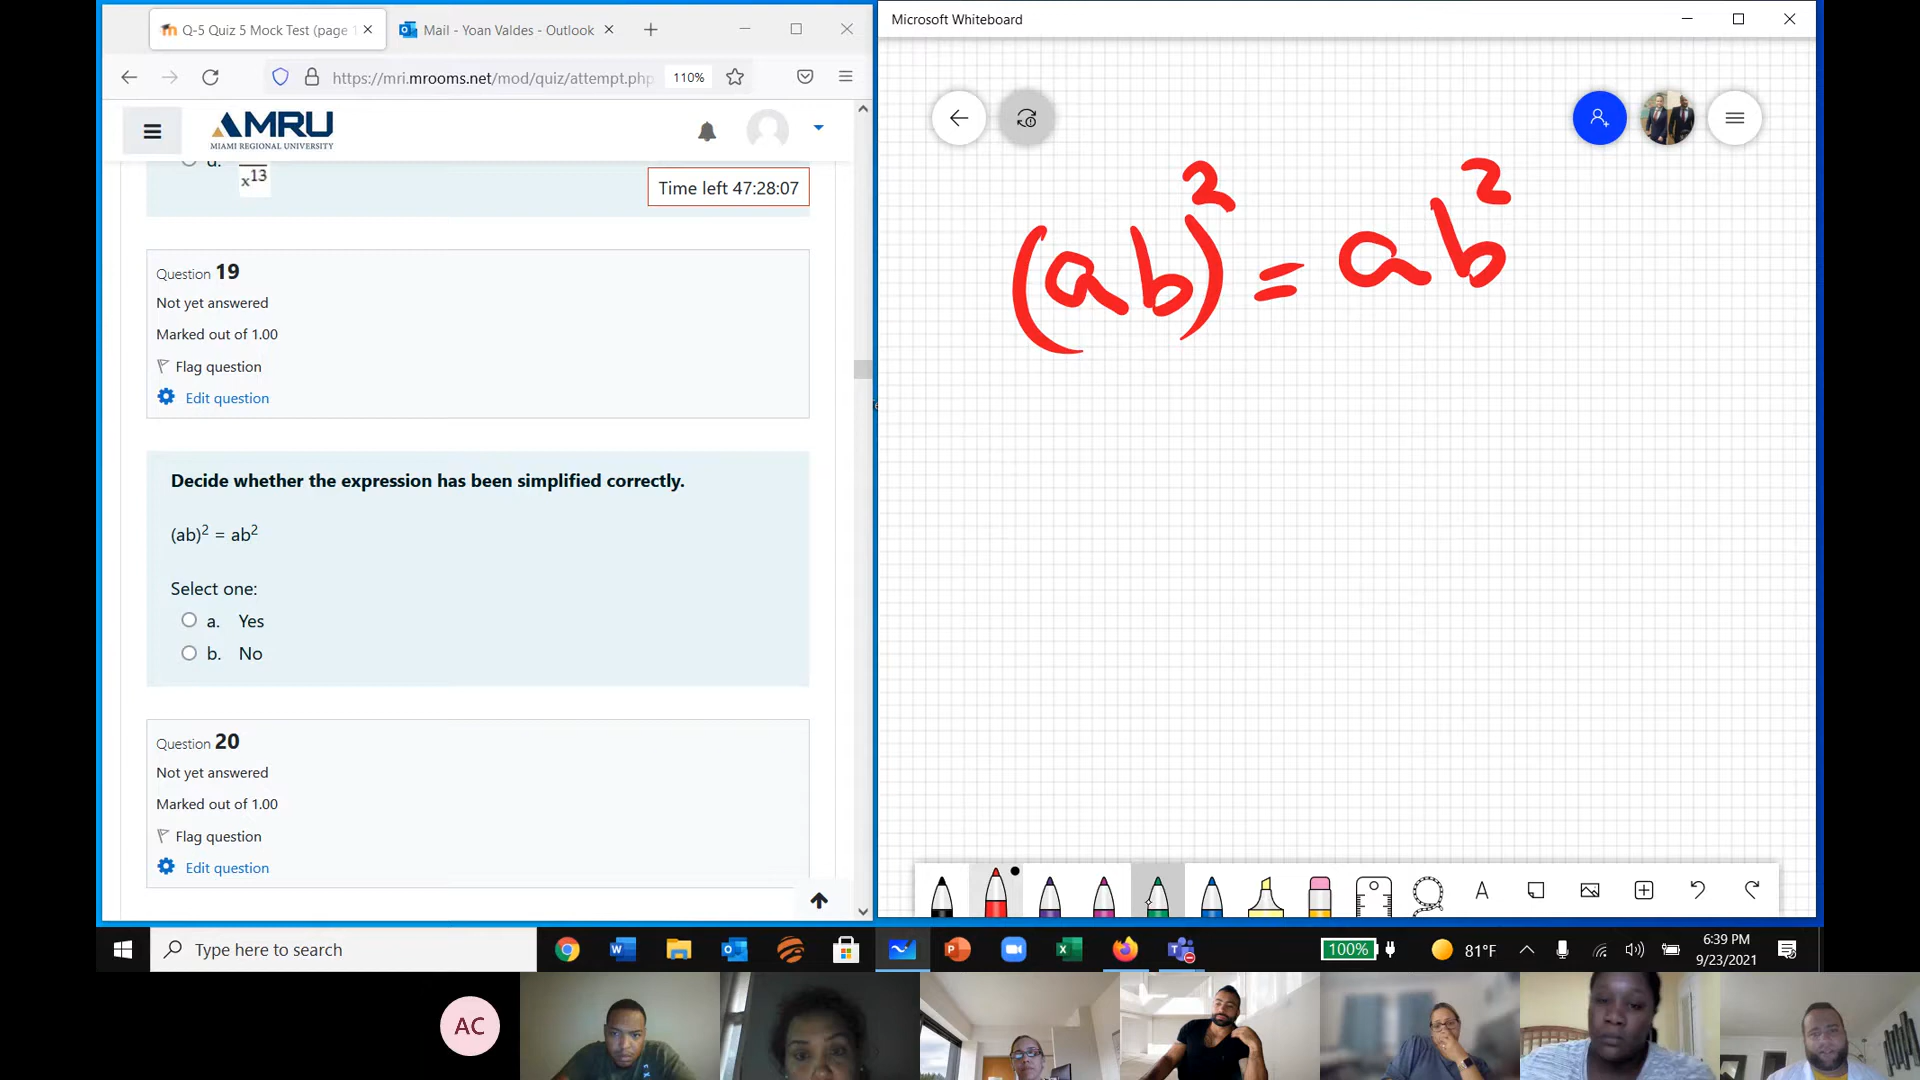 Q-5 Quiz 5 Mock Test (page 1
Mail - Yoan Valdes - Outlook
https://mri.mrooms.net/mod/quiz/attempt.php
110%
MRU
MIAMI REGIONAL UNIVERSITY
d.
x¹³
Time left 47:28:07
Question 19
Not yet answered
Marked out of 1.00
Flag question
Edit question
Decide whether the expression has been simplified correctly.
(ab)² = ab²
Select one:
a. Yes
b. No
Question 20
Not yet answered
Marked out of 1.00
Flag question
Edit question
Microsoft Whiteboard
(ab)² = ab²
A
Type here to search
100%
81°F
6:39 PM
9/23/2021
AC